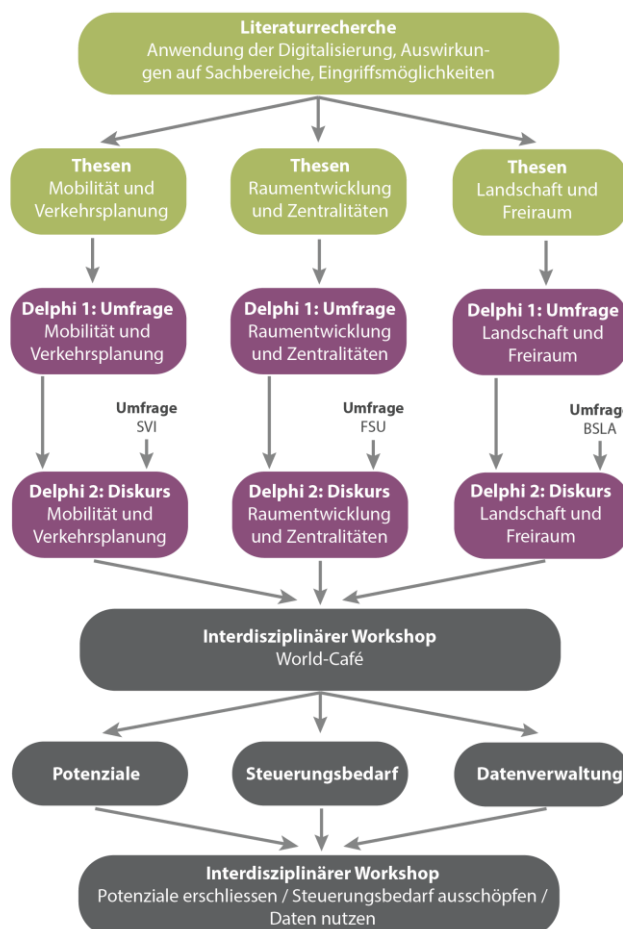 Literaturrecherche
Anwendung der Digitalisierung, Auswirkun-
gen auf Sachbereiche, Eingriffsmöglichkeiten
Thesen
Mobilität und
Verkehrsplanung
Thesen
Raumentwicklung
und Zentralitäten
Thesen
Landschaft und
Freiraum
Delphi 1: Umfrage
Mobilität und
Verkehrsplanung
Delphi 1: Umfrage
Raumentwicklung
und Zentralitäten
Delphi 1: Umfrage
Landschaft und
Freiraum
Umfrage
SVI
Umfrage
FSU
Umfrage
BSLA
Delphi 2: Diskurs
Mobilität und
Verkehrsplanung
Delphi 2: Diskurs
Raumentwicklung
und Zentralitäten
Delphi 2: Diskurs
Landschaft und
Freiraum
Interdisziplinärer Workshop
World-Café
Potenziale
Steuerungsbedarf
Datenverwaltung
Interdisziplinärer Workshop
Potenziale erschliessen / Steuerungsbedarf ausschöpfen /
Daten nutzen